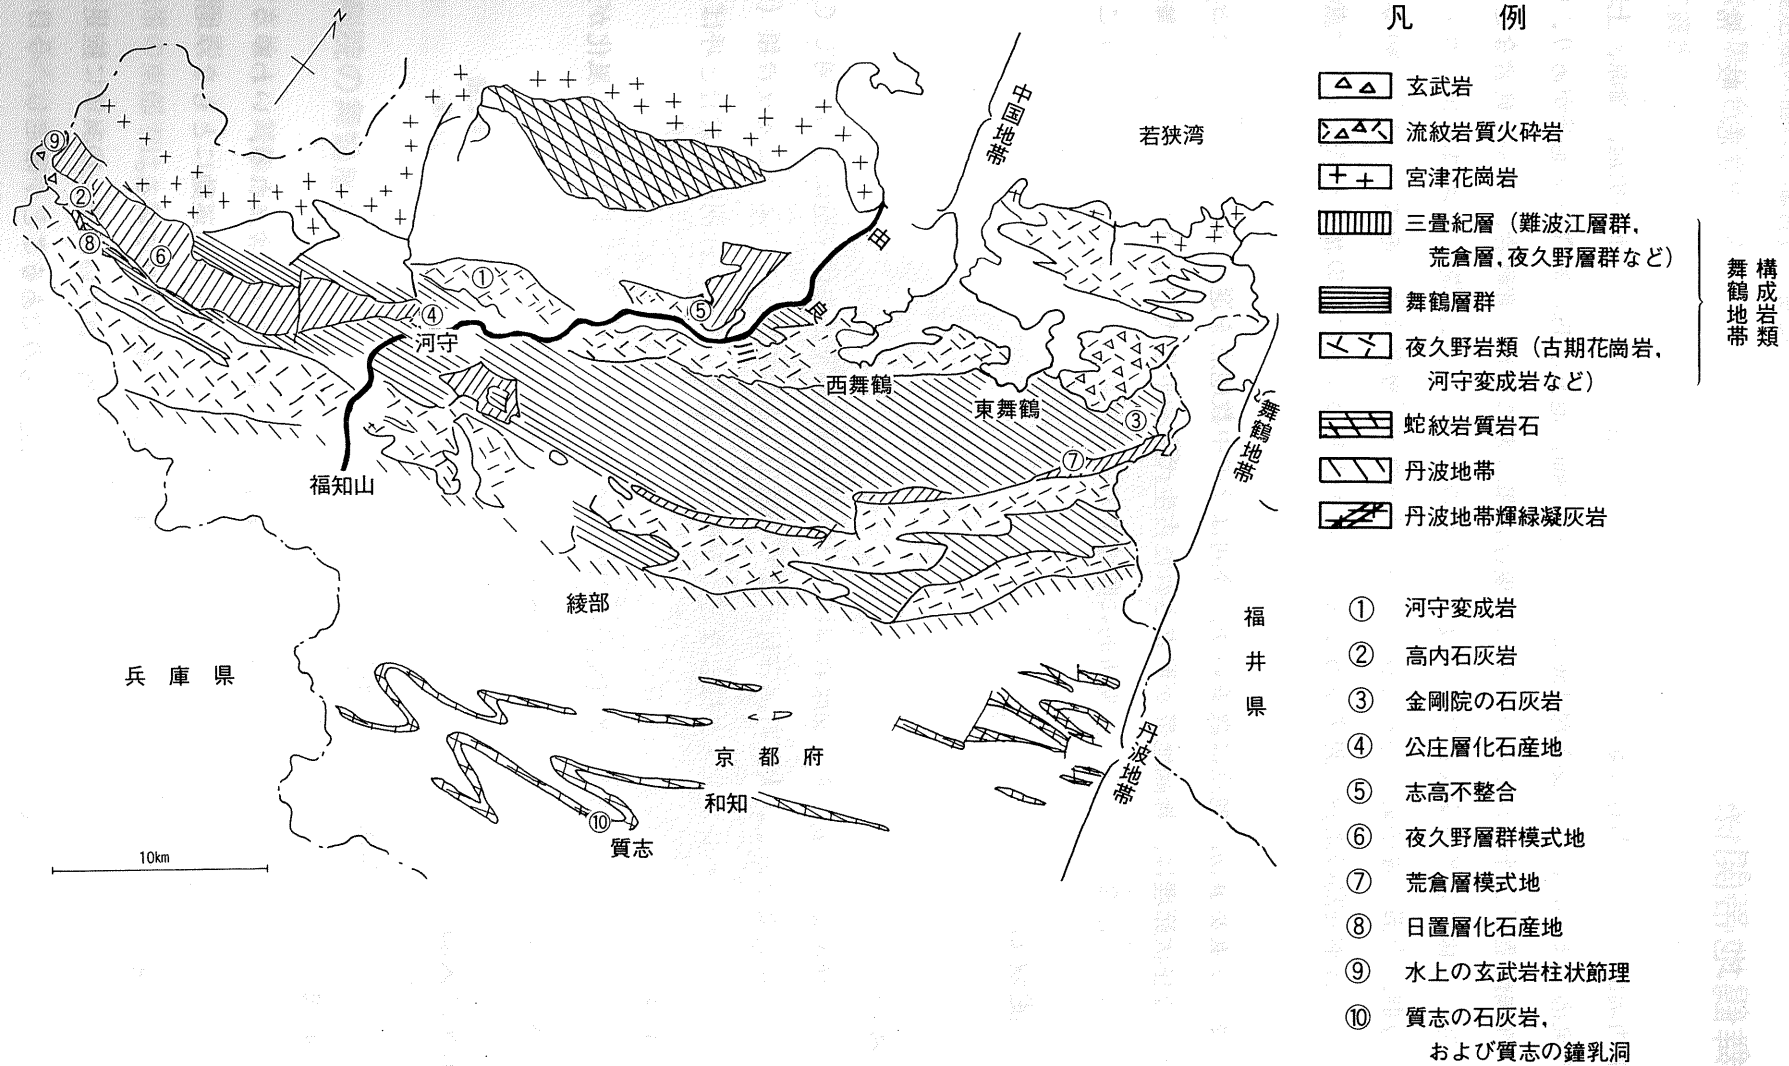 N
中国地帯
若狭湾
⑨
②
⑧
⑥
①
⑤
④
河守
由
良
川
西舞鶴
東舞鶴
③
⑦
舞鶴地帯
福知山
綾部
兵庫県
福井県
京都府
和知
丹波地帯
⑩
質志
10km
凡 例
玄武岩
流紋岩質火砕岩
宮津花崗岩
三畳紀層（難波江層群，
荒倉層，夜久野層群など）
舞鶴層群
夜久野岩類（古期花崗岩，
河守変成岩など）
舞鶴地帯
構成岩類
蛇紋岩質岩石
丹波地帯
丹波地帯輝緑凝灰岩
① 河守変成岩
② 高内石灰岩
③ 金剛院の石灰岩
④ 公庄層化石産地
⑤ 志高不整合
⑥ 夜久野層群模式地
⑦ 荒倉層模式地
⑧ 日置層化石産地
⑨ 水上の玄武岩柱状節理
⑩ 質志の石灰岩，
および質志の鐘乳洞